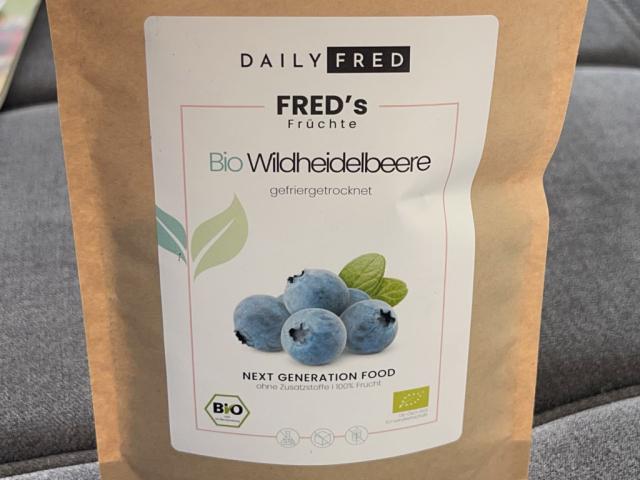 DAILY FRED
FRED's
Früchte
Bio Wildheidelbeere
gefriergetrocknet
NEXT GENERATION FOOD
ohne Zusatzstoffe I 100% Frucht
BIO